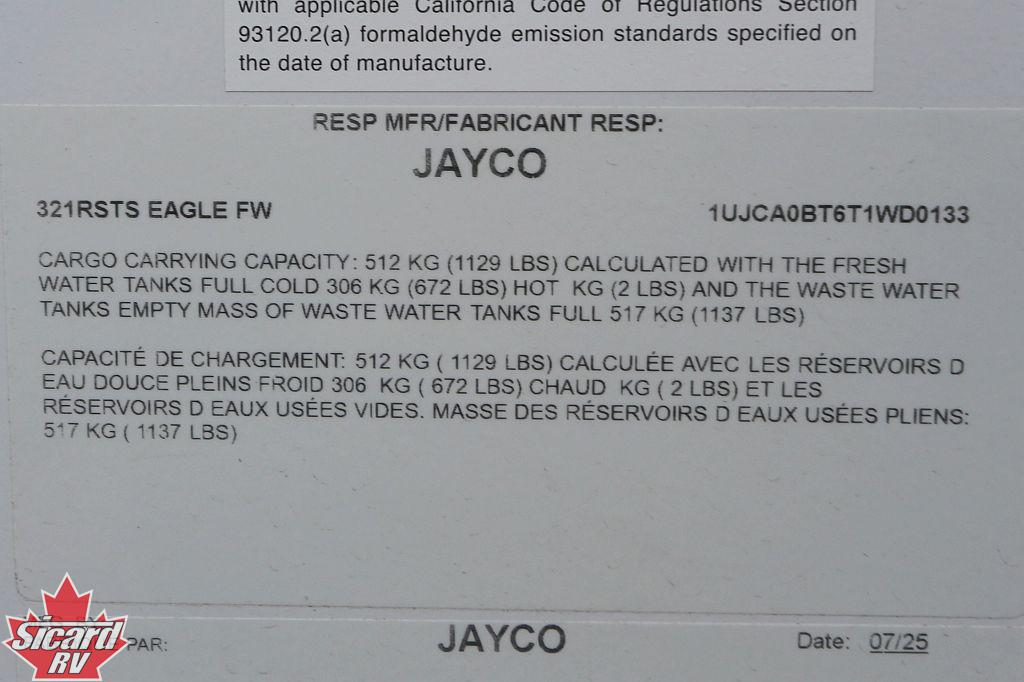 with applicable California Code of Regulations Section
93120.2(a) formaldehyde emission standards specified on
the date of manufacture.
RESP MFR/FABRICANT RESP:
JAYCO
321RSTS EAGLE FW 1UJCA0BT6T1WD0133
CARGO CARRYING CAPACITY: 512 KG (1129 LBS) CALCULATED WITH THE FRESH
WATER TANKS FULL COLD 306 KG (672 LBS) HOT KG (2 LBS) AND THE WASTE WATER
TANKS EMPTY MASS OF WASTE WATER TANKS FULL 517 KG (1137 LBS)
CAPACITÉ DE CHARGEMENT: 512 KG ( 1129 LBS) CALCULÉE AVEC LES RÉSERVOIRS D
EAU DOUCE PLEINS FROID 306 KG ( 672 LBS) CHAUD KG ( 2 LBS) ET LES
RÉSERVOIRS D EAUX USÉES VIDES. MASSE DES RÉSERVOIRS D EAUX USÉES PLIENS:
517 KG ( 1137 LBS)
PAR: JAYCO Date: 07/25
Sicard
RV